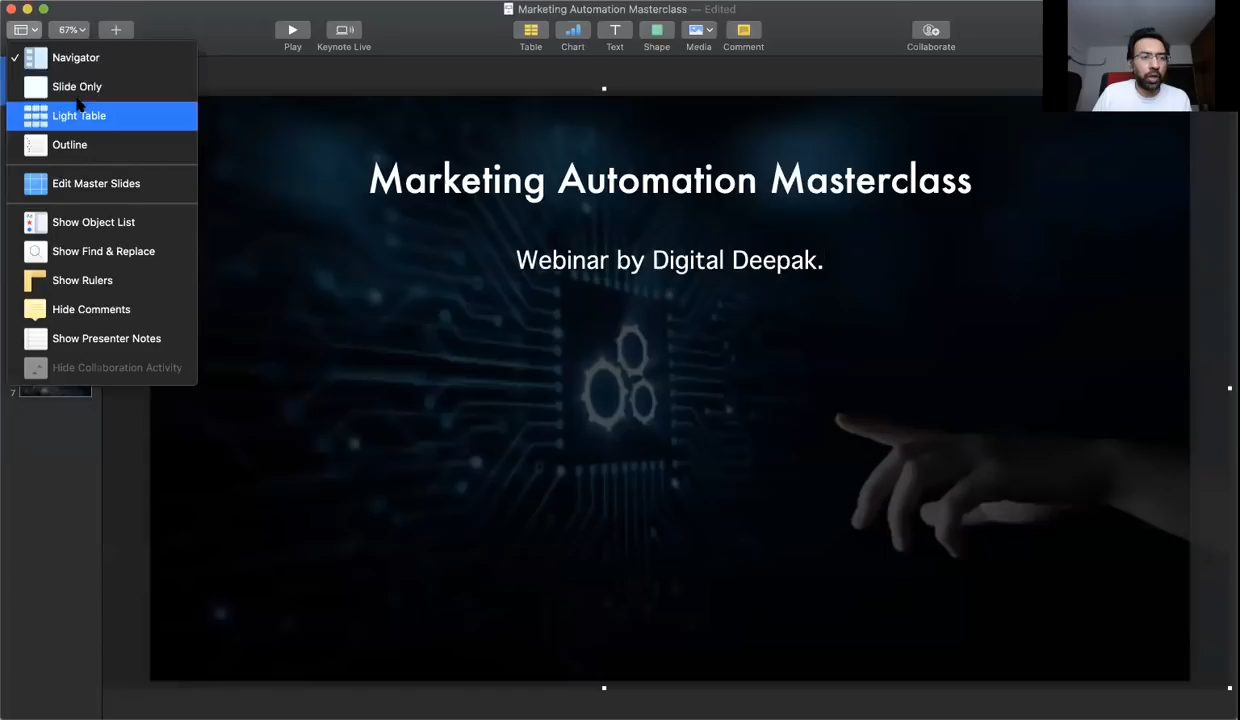 Marketing Automation Masterclass — Edited
67%
Play
Keynote Live
Table
Chart
Text
Shape
Media
Comment
Collaborate
Navigator
Slide Only
Light Table
Outline
Edit Master Slides
Show Object List
Show Find & Replace
Show Rulers
Hide Comments
Show Presenter Notes
Hide Collaboration Activity
7
Marketing Automation Masterclass
Webinar by Digital Deepak.